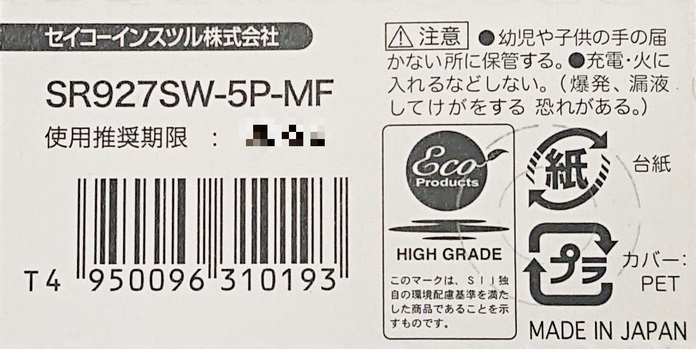 セイコーインスツル株式会社
SR927SW-5P-MF
使用推奨期限 :
T4 950096 310193
⚠注意 ●幼児や子供の手の届
かない所に保管する。●充電・火に
入れるなどしない。(爆発、漏液
してけがをする 恐れがある。)
Eco
Products
HIGH GRADE
このマークは、SII独
自の環境配慮基準を満た
した商品であることを示
すものです。
紙 台紙
プラ カバー:
PET
MADE IN JAPAN